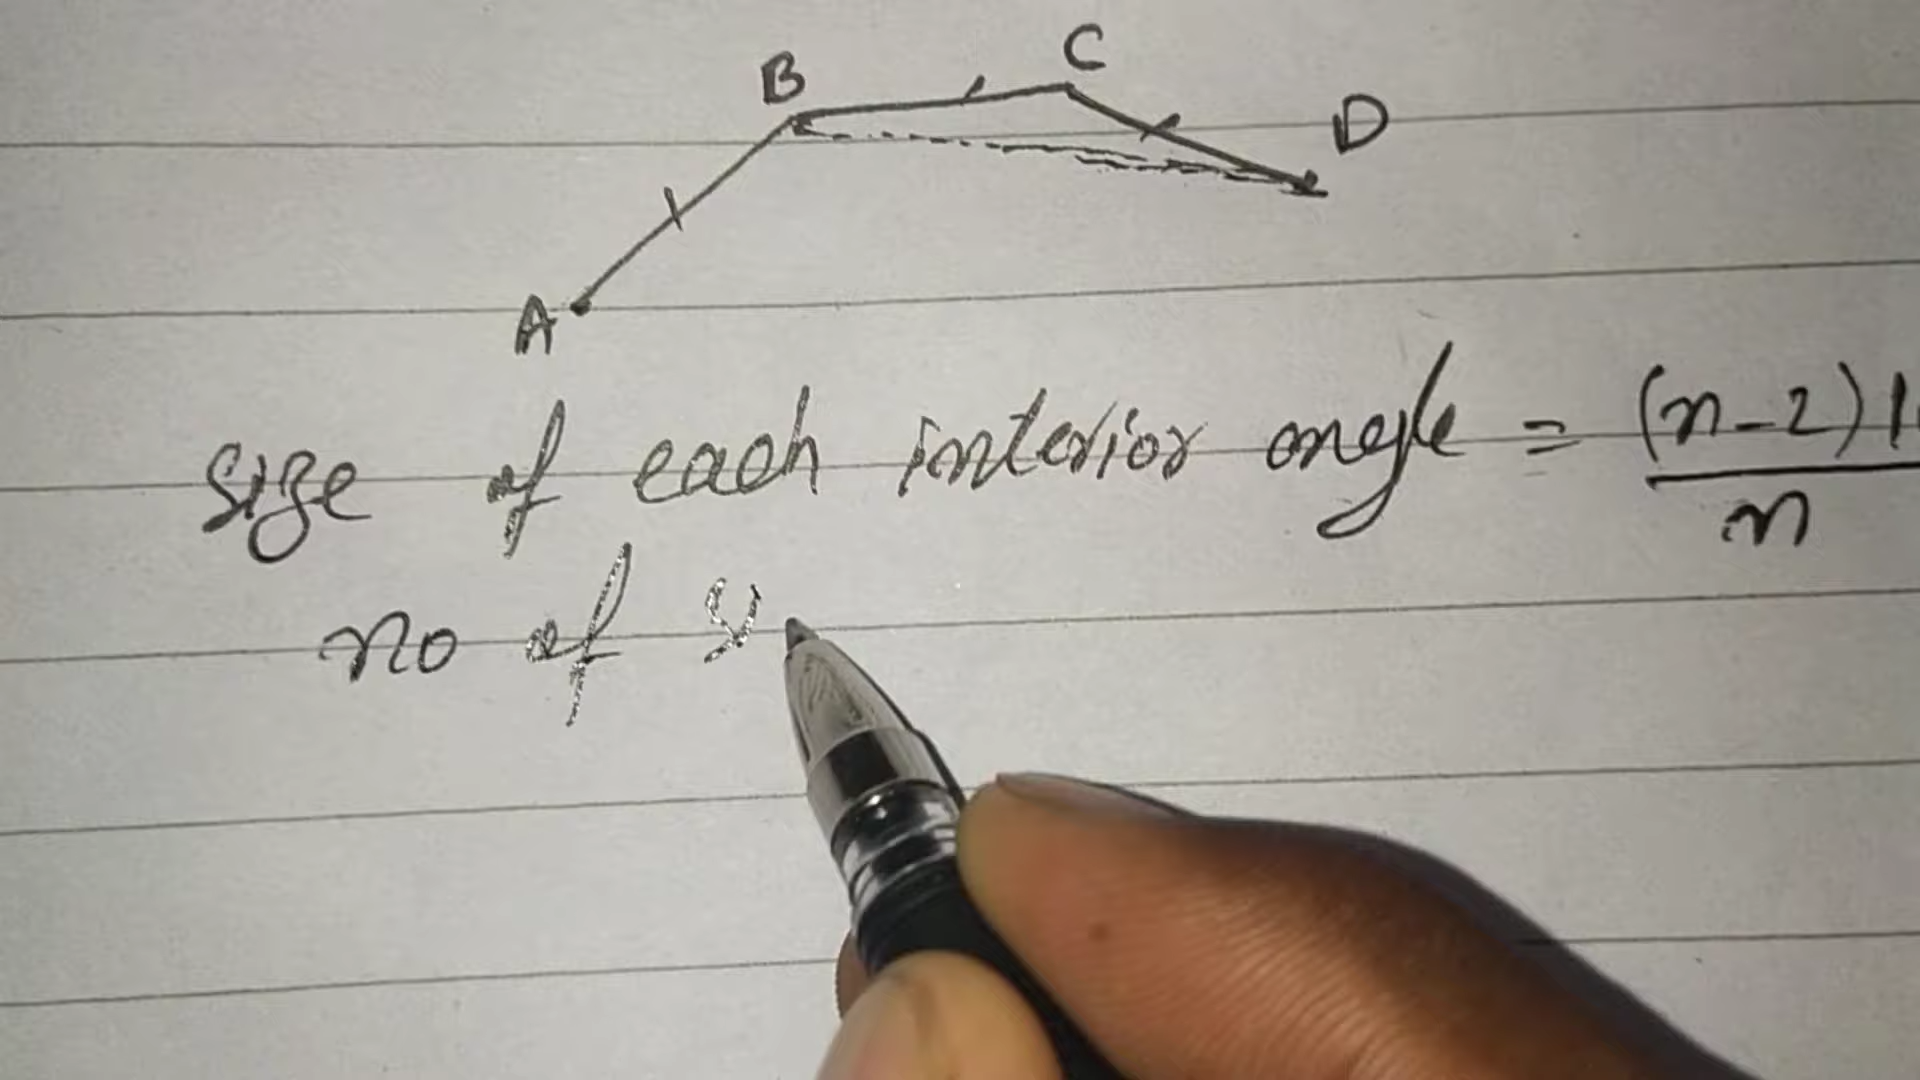 B
C
D
A
size of each interior angle = (n-2)1
n
no of s